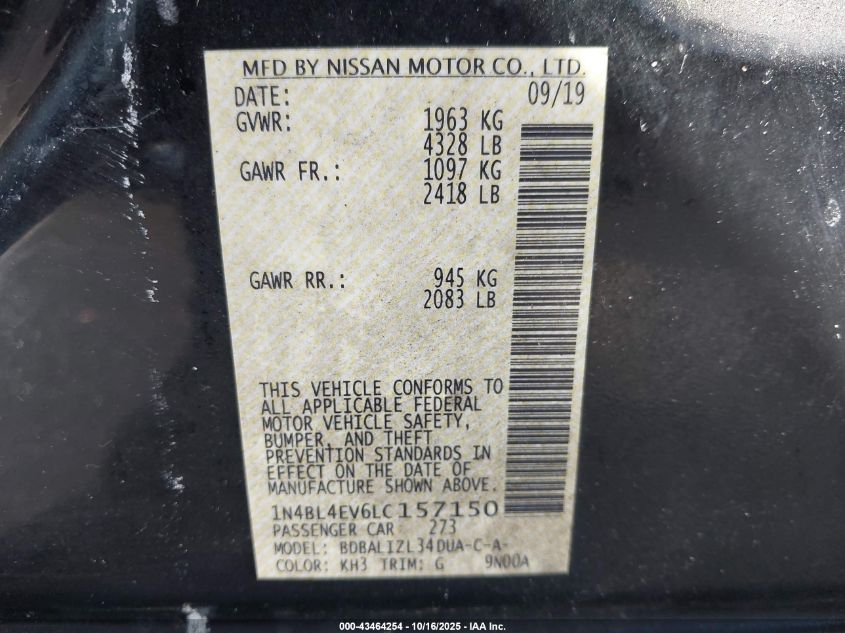 MFD BY NISSAN MOTOR CO., LTD.
DATE: 09/19
GVWR: 1963 KG
4328 LB
GAWR FR.: 1097 KG
2418 LB
GAWR RR.: 945 KG
2083 LB
THIS VEHICLE CONFORMS TO
ALL APPLICABLE FEDERAL
MOTOR VEHICLE SAFETY,
BUMPER, AND THEFT
PREVENTION STANDARDS IN
EFFECT ON THE DATE OF
MANUFACTURE SHOWN ABOVE.
1N4BL4EV6LC157150
PASSENGER CAR 273
MODEL: BDBALIZL34DUA-C-A-
COLOR: KH3 TRIM: G 9N00A
000-43464254 - 10/16/2025 - IAA Inc.